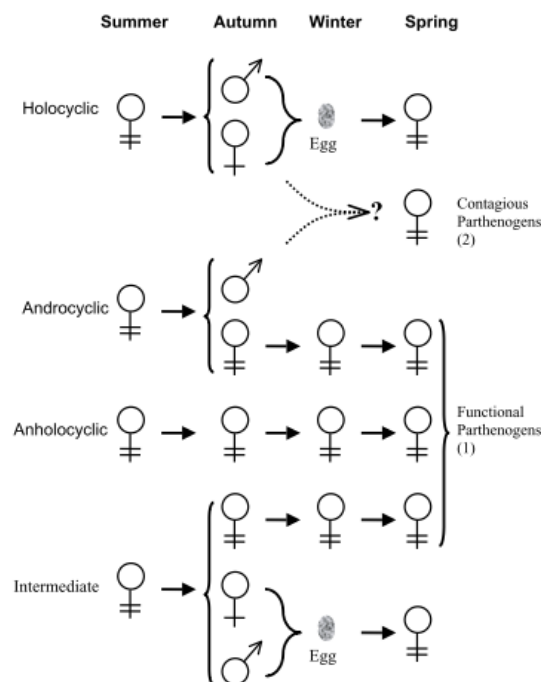 Summer Autumn Winter Spring
Holocyclic
Egg
?
Contagious
Parthenogens
(2)
Androcyclic
Anholocyclic
Functional
Parthenogens
(1)
Intermediate
Egg